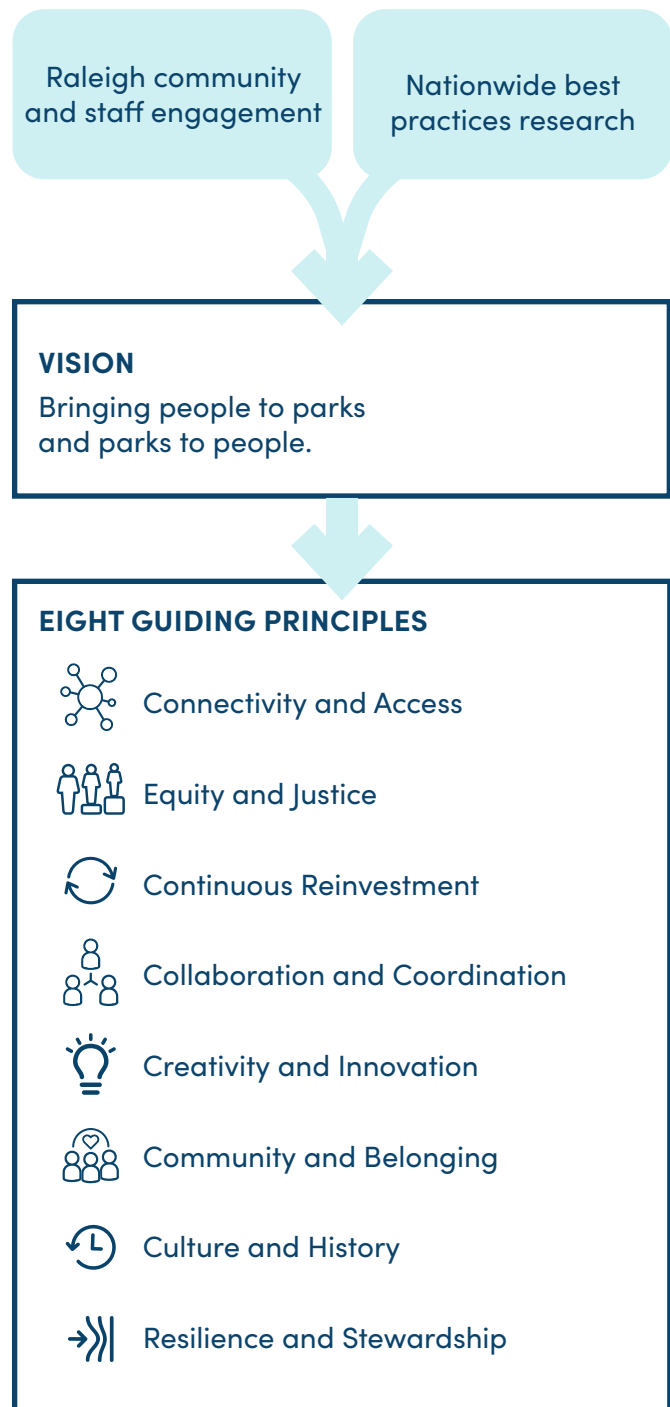 Raleigh community
and staff engagement
Nationwide best
practices research
VISION
Bringing people to parks
and parks to people.
EIGHT GUIDING PRINCIPLES
Connectivity and Access
Equity and Justice
Continuous Reinvestment
Collaboration and Coordination
Creativity and Innovation
Community and Belonging
Culture and History
Resilience and Stewardship